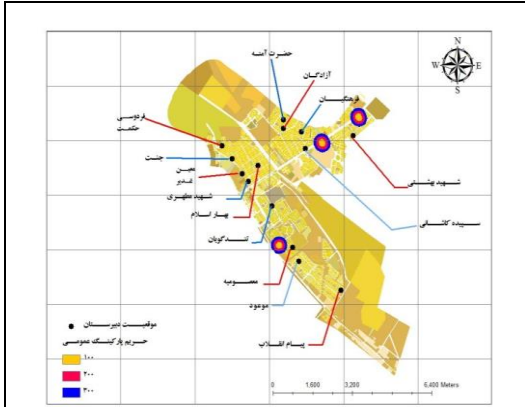 حضرت آمنه
آزادگان
فرهنگیان
N
W E
S
فردوسی
حکمت
جنت
معین
غدیر
شهید مطهری
بهار اسلام
تندگویان
معصومیه
موعود
پیام انقلاب
شهید بهشتی
سپیده کاشانی
موقعیت دبیرستان
حریم پارکینگ عمومی
۱۰۰
۲۰۰
۳۰۰
0 1,600 3,200 6,400 Meters